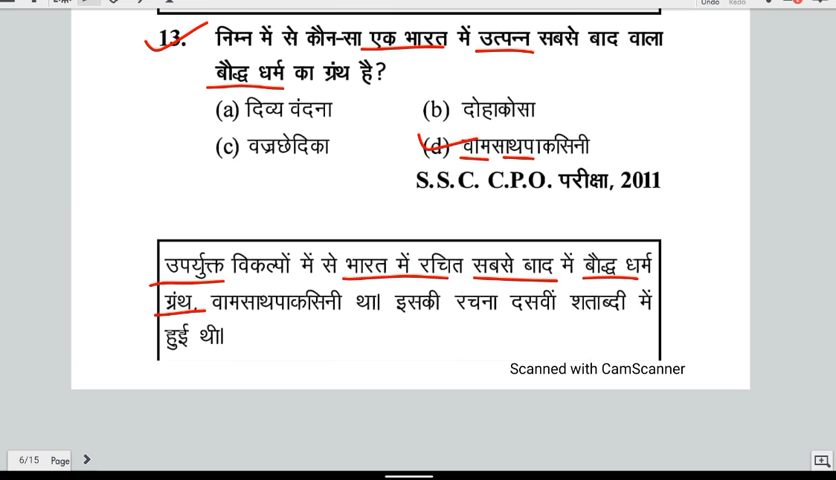 Undo Redo
13. निम्न में से कौन-सा एक भारत में उत्पन्न सबसे बाद वाला
बौद्ध धर्म का ग्रंथ है?
(a) दिव्य वंदना (b) दोहाकोसा
(c) वज्रछेदिका (d) वामसाथपाकसिनी
S.S.C. C.P.O. परीक्षा, 2011
उपर्युक्त विकल्पों में से भारत में रचित सबसे बाद में बौद्ध धर्म
ग्रंथ, वामसाथपाकसिनी था। इसकी रचना दसवीं शताब्दी में
हुई थी।
Scanned with CamScanner
6/15 Page